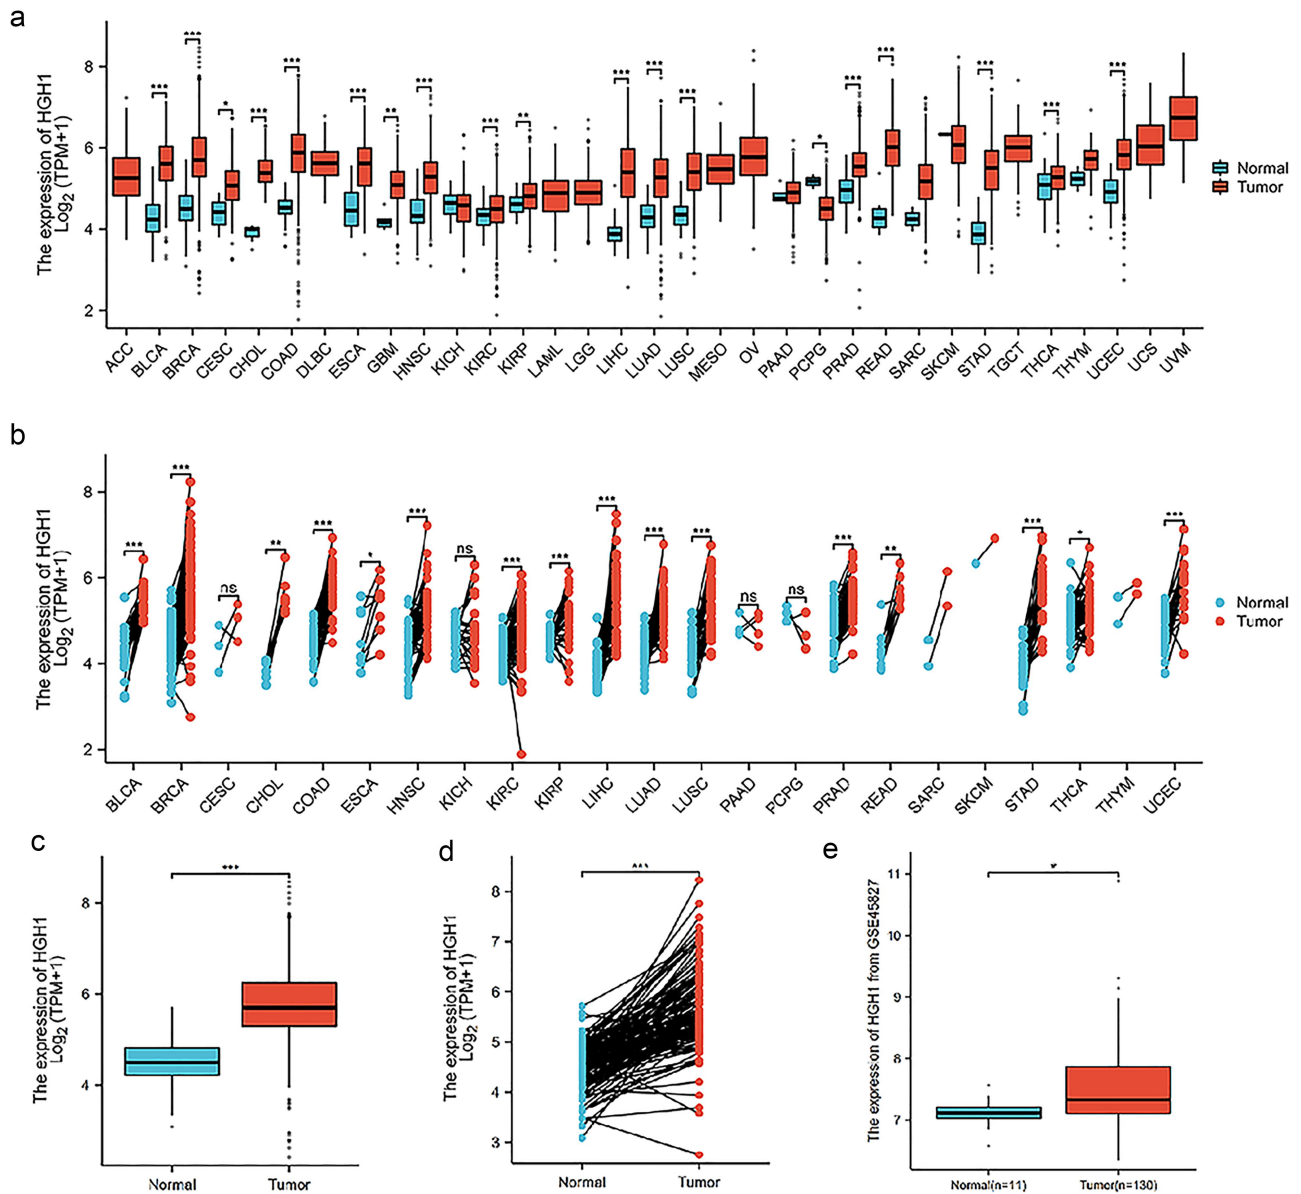 a
The expression of HGH1
Log2 (TPM+1)
8
6
4
2
*** *** * *** *** *** ** *** *** ** *** *** *** * *** *** *** *** ***
Normal
Tumor
ACC BLCA BRCA CESC CHOL COAD DLBC ESCA GBM HNSC KICH KIRC KIRP LAML LGG LIHC LUAD LUSC MESO OV PAAD PCPG PRAD READ SARC SKCM STAD TGCT THCA THYM UCEC UCS UVM
b
The expression of HGH1
Log2 (TPM+1)
8
6
4
2
*** *** ns ** *** * *** ns *** *** *** *** *** ns ns *** ** *** * ***
Normal
Tumor
BLCA BRCA CESC CHOL COAD ESCA HNSC KICH KIRC KIRP LIHC LUAD LUSC PAAD PCPG PRAD READ SARC SKCM STAD THCA THYM UCEC
c
The expression of HGH1
Log2 (TPM+1)
8
6
4
***
Normal Tumor
d
The expression of HGH1
Log2 (TPM+1)
8
7
6
5
4
3
***
Normal Tumor
e
The expression of HGH1 from GSE45827
11
10
9
8
7
*
Normal(n=11) Tumor(n=130)